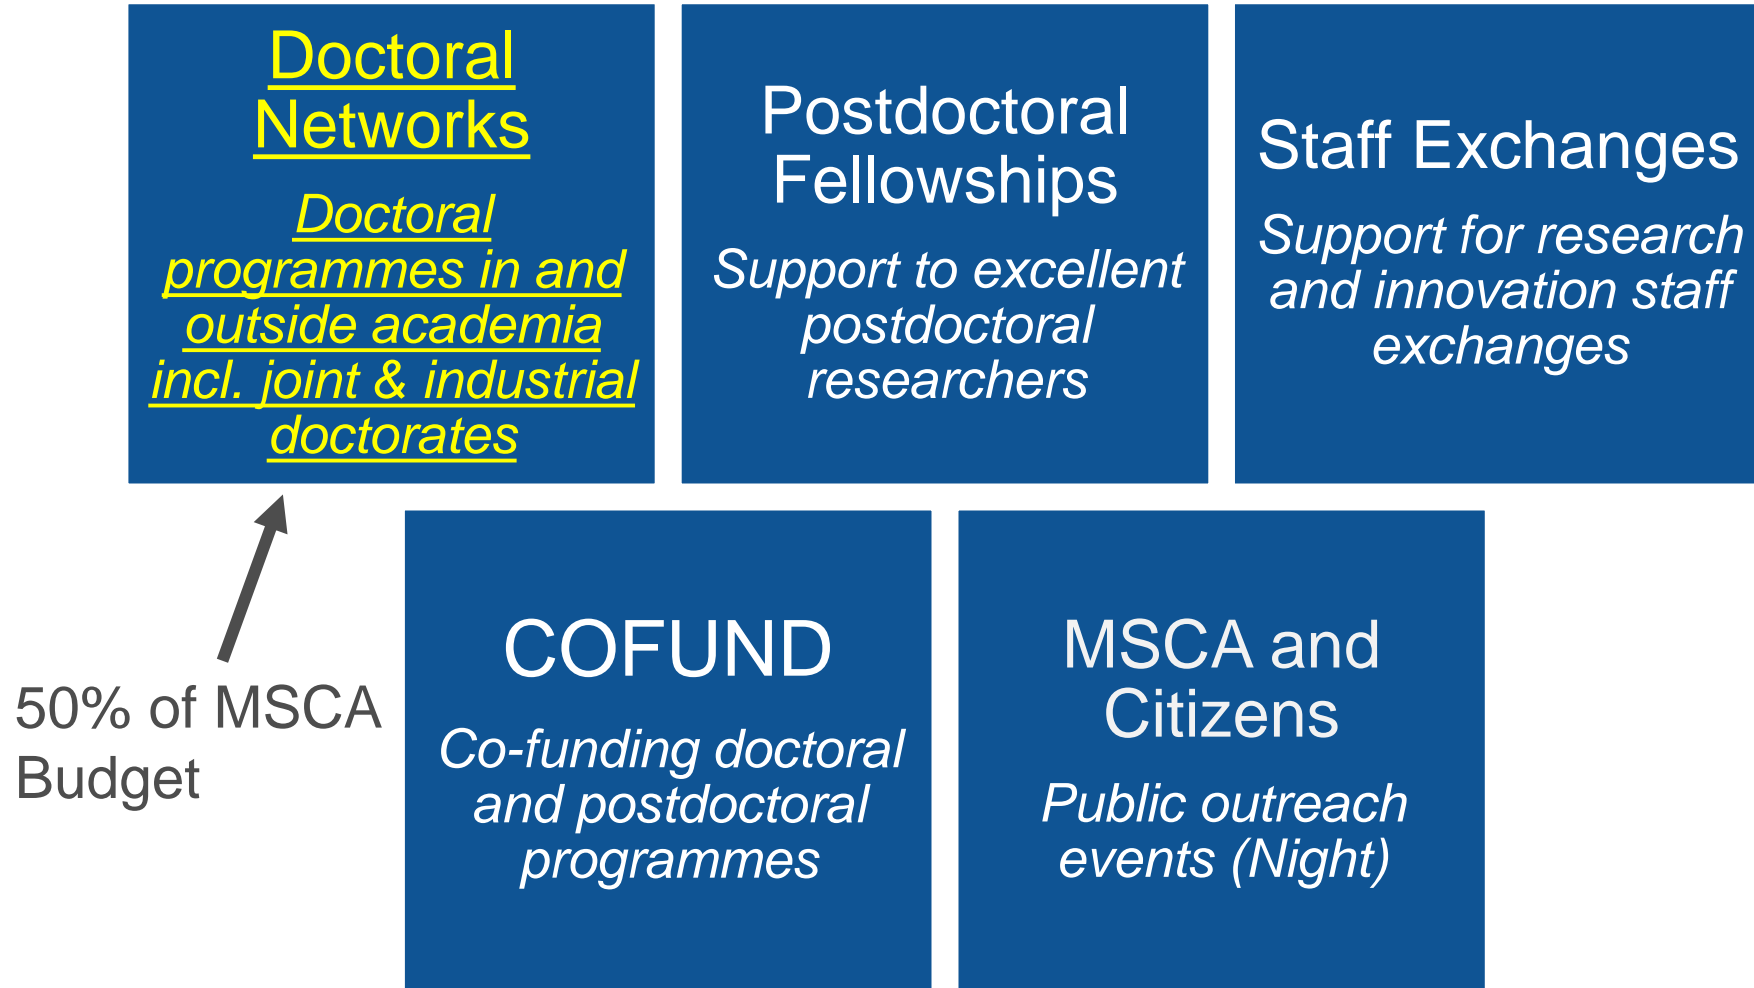 Doctoral
Networks
Doctoral
programmes in and
outside academia
incl. joint & industrial
doctorates
Postdoctoral
Fellowships
Support to excellent
postdoctoral
researchers
Staff Exchanges
Support for research
and innovation staff
exchanges
50% of MSCA
Budget
COFUND
Co-funding doctoral
and postdoctoral
programmes
MSCA and
Citizens
Public outreach
events (Night)